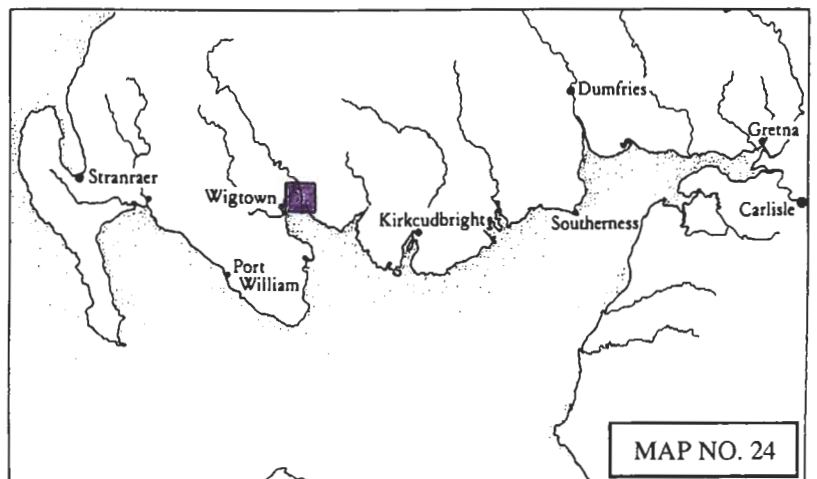 Dumfries
Gretna
Stranraer
Wigtown
Kirkcudbright
Southerness
Carlisle
Port
William
MAP NO. 24